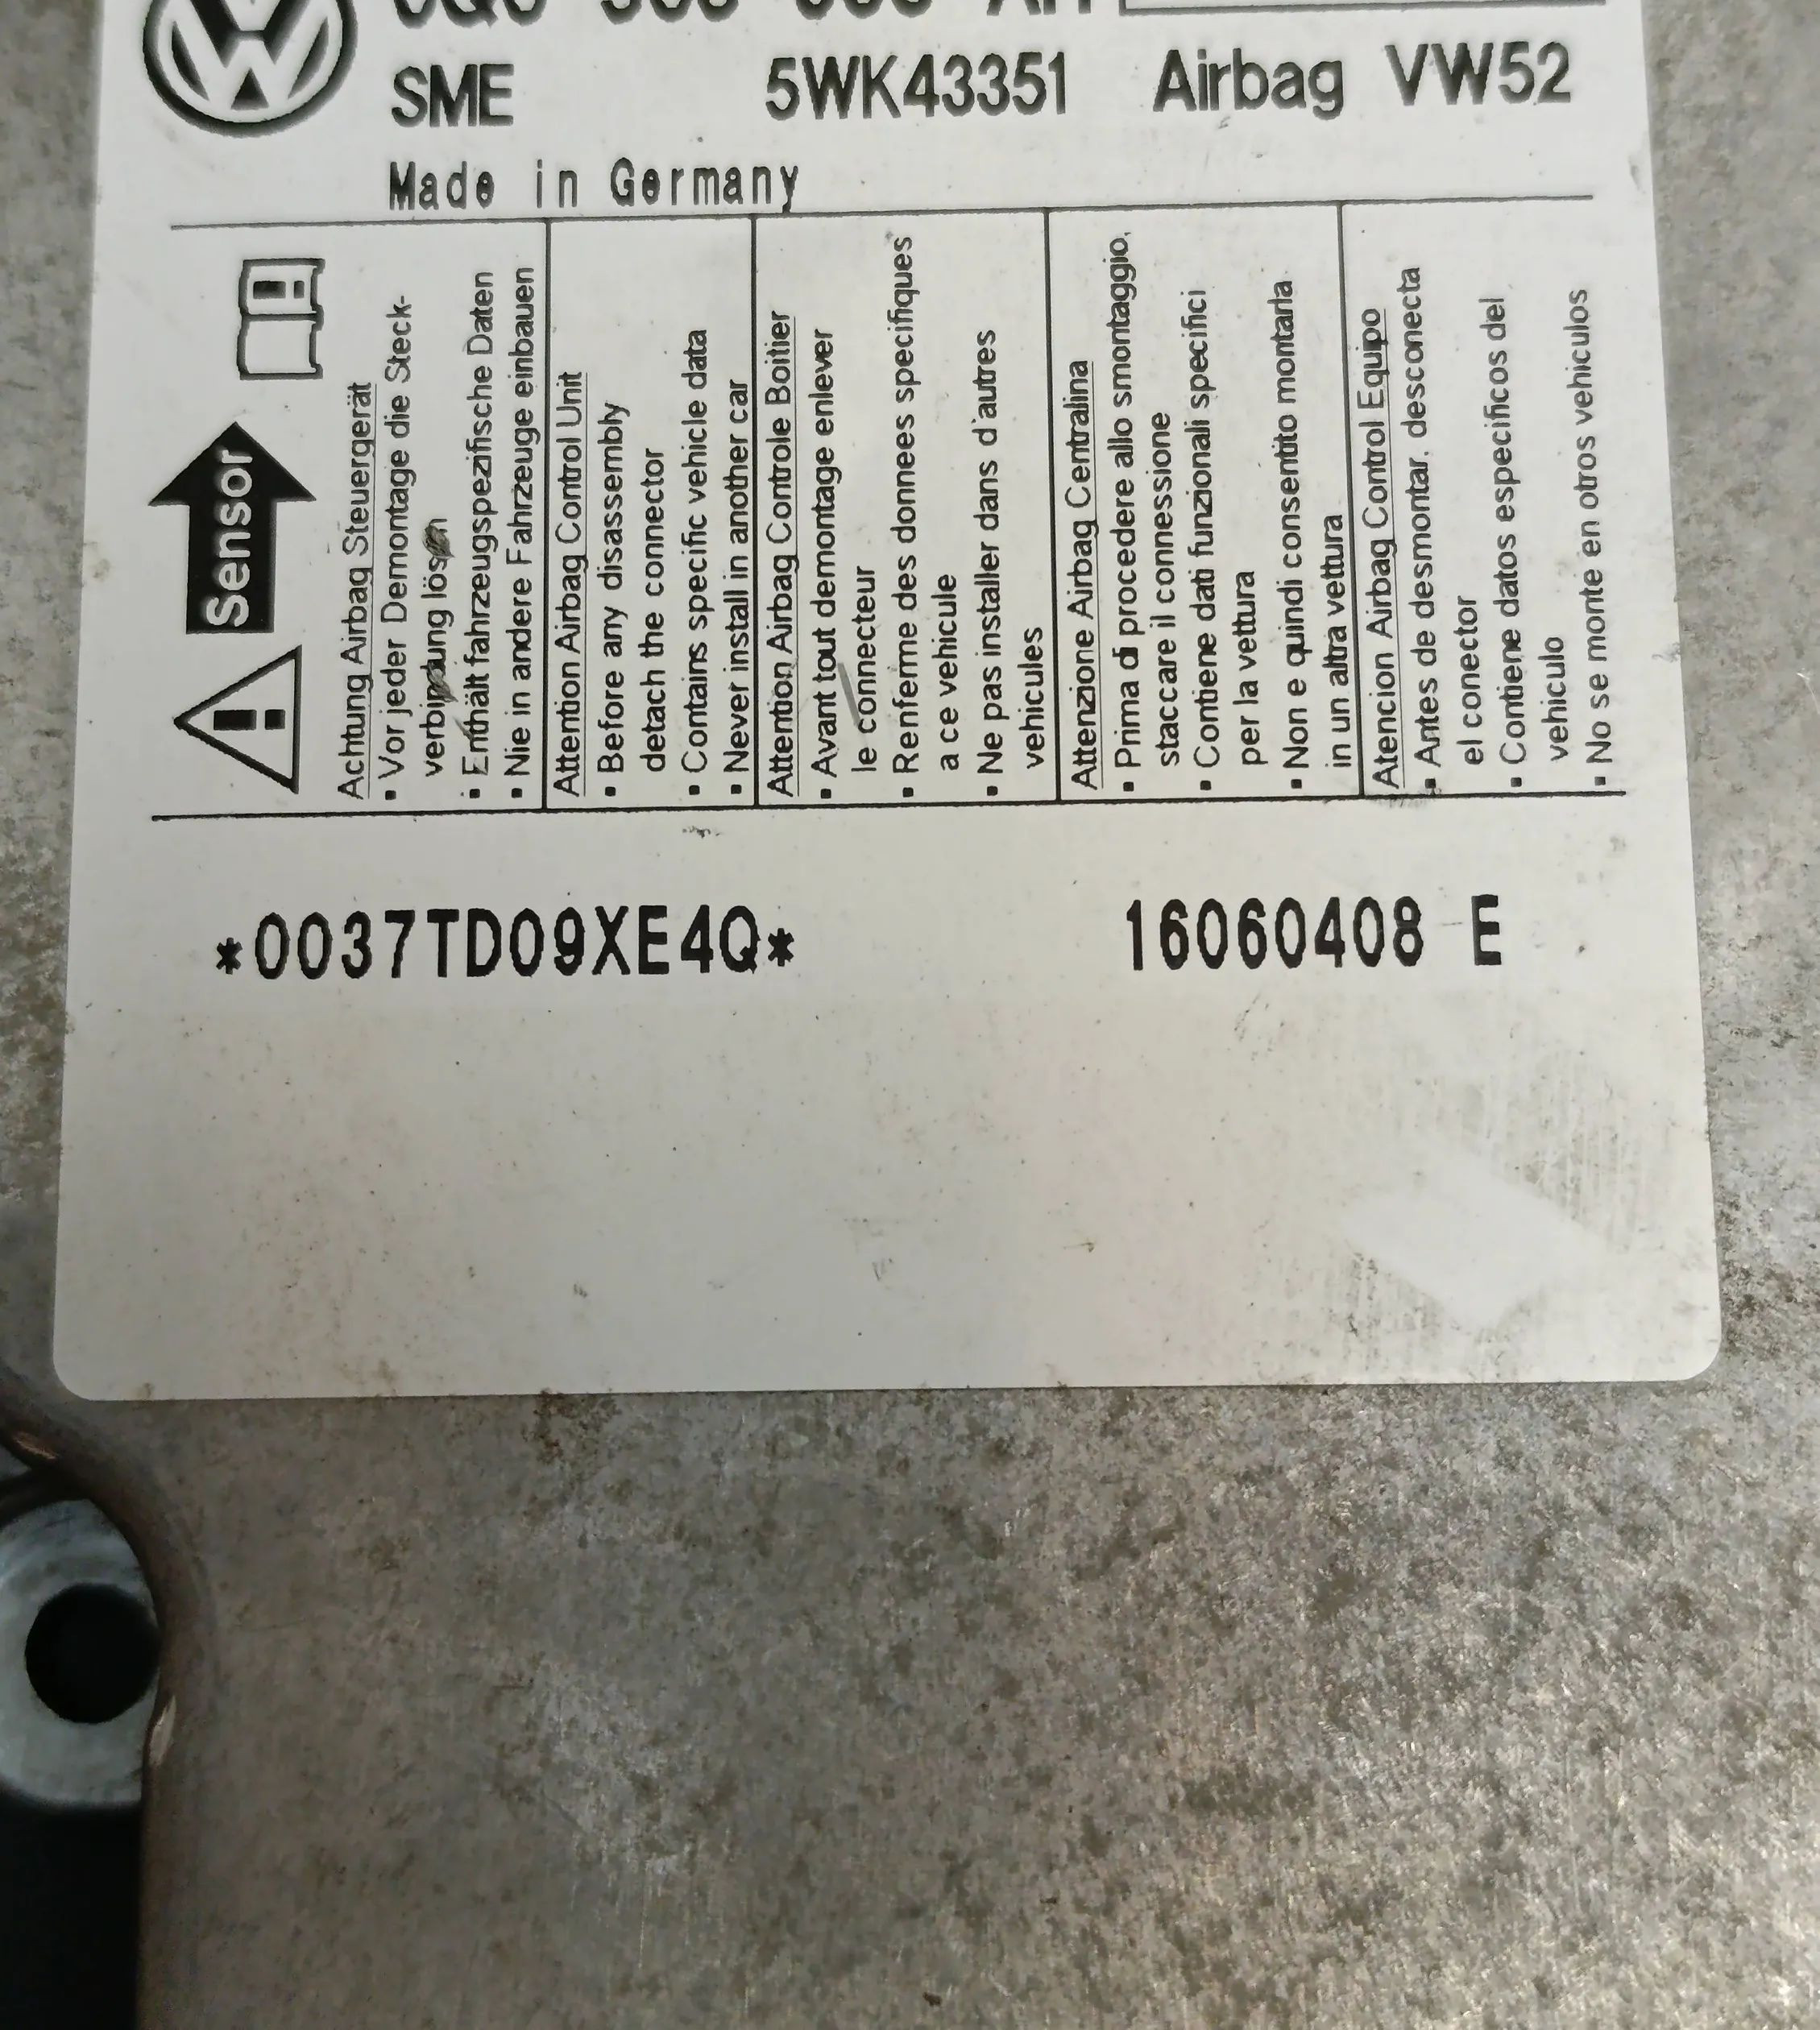 SME 5WK43351 Airbag VW52
Made in Germany
Sensor
Achtung Airbag Steuergerät
• Vor jeder Demontage die Steck-
verbindung lösen
• Enthält fahrzeugspezifische Daten
• Nie in andere Fahrzeuge einbauen
Attention Airbag Control Unit
• Before any disassembly
detach the connector
• Contains specific vehicle data
• Never install in another car
Attention Airbag Controle Boitier
• Avant tout demontage enlever
le connecteur
• Renferme des donnees specifiques
a ce vehicule
• Ne pas installer dans d'autres
vehicules
Attenzione Airbag Centralina
• Prima di procedere allo smontaggio,
staccare il connessione
• Contiene dati funzionali specifici
per la vettura
• Non e quindi consentito montarla
in un altra vettura
Atencion Airbag Control Equipo
• Antes de desmontar, desconecta
el conector
• Contiene datos especificos del
vehiculo
• No se monte en otros vehiculos
*0037TD09XE4Q* 16060408 E